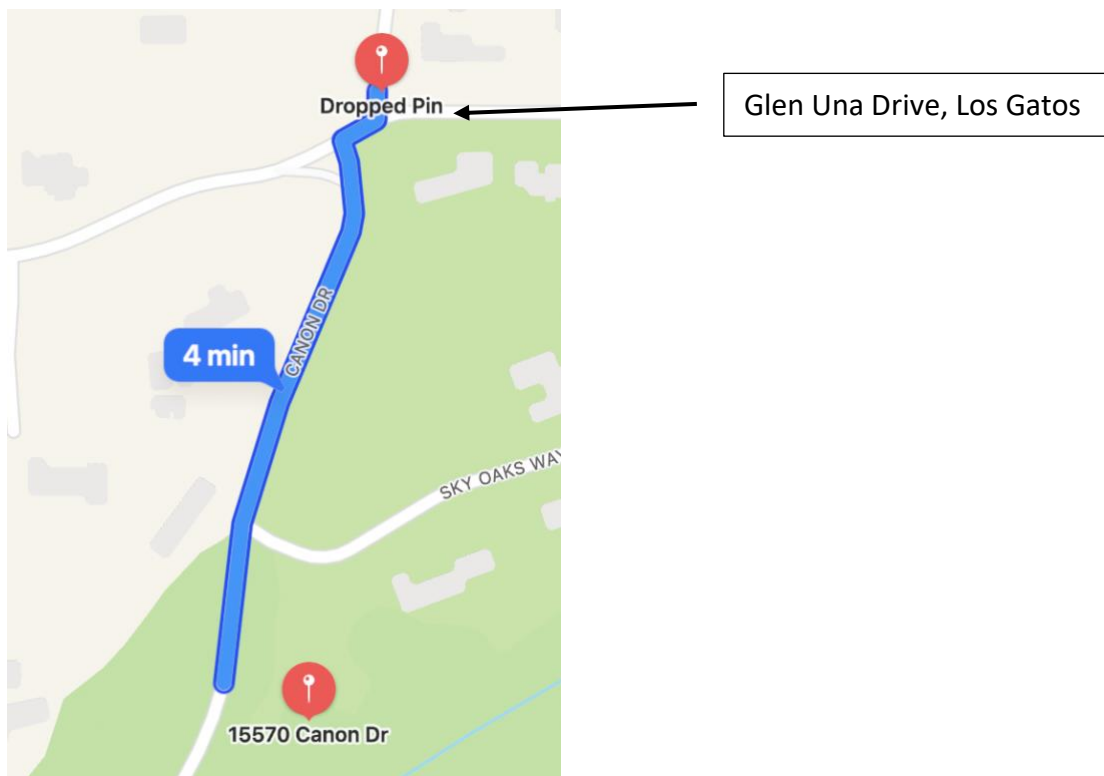 Dropped Pin
Glen Una Drive, Los Gatos
CANON DR
4 min
SKY OAKS WAY
15570 Canon Dr